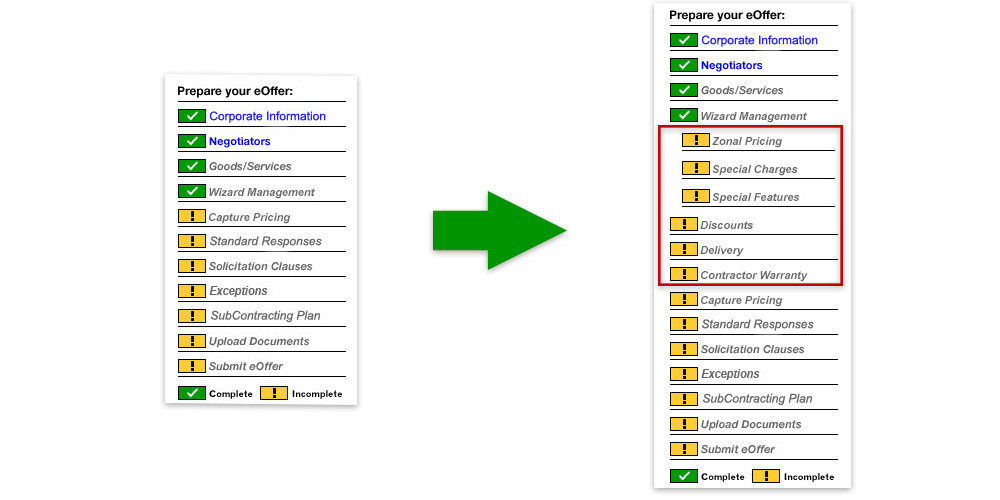 Prepare your eOffer:
Corporate Information
Negotiators
Goods/Services
Wizard Management
Capture Pricing
Standard Responses
Solicitation Clauses
Exceptions
SubContracting Plan
Upload Documents
Submit eOffer
Complete Incomplete
Prepare your eOffer:
Corporate Information
Negotiators
Goods/Services
Wizard Management
Zonal Pricing
Special Charges
Special Features
Discounts
Delivery
Contractor Warranty
Capture Pricing
Standard Responses
Solicitation Clauses
Exceptions
SubContracting Plan
Upload Documents
Submit eOffer
Complete Incomplete